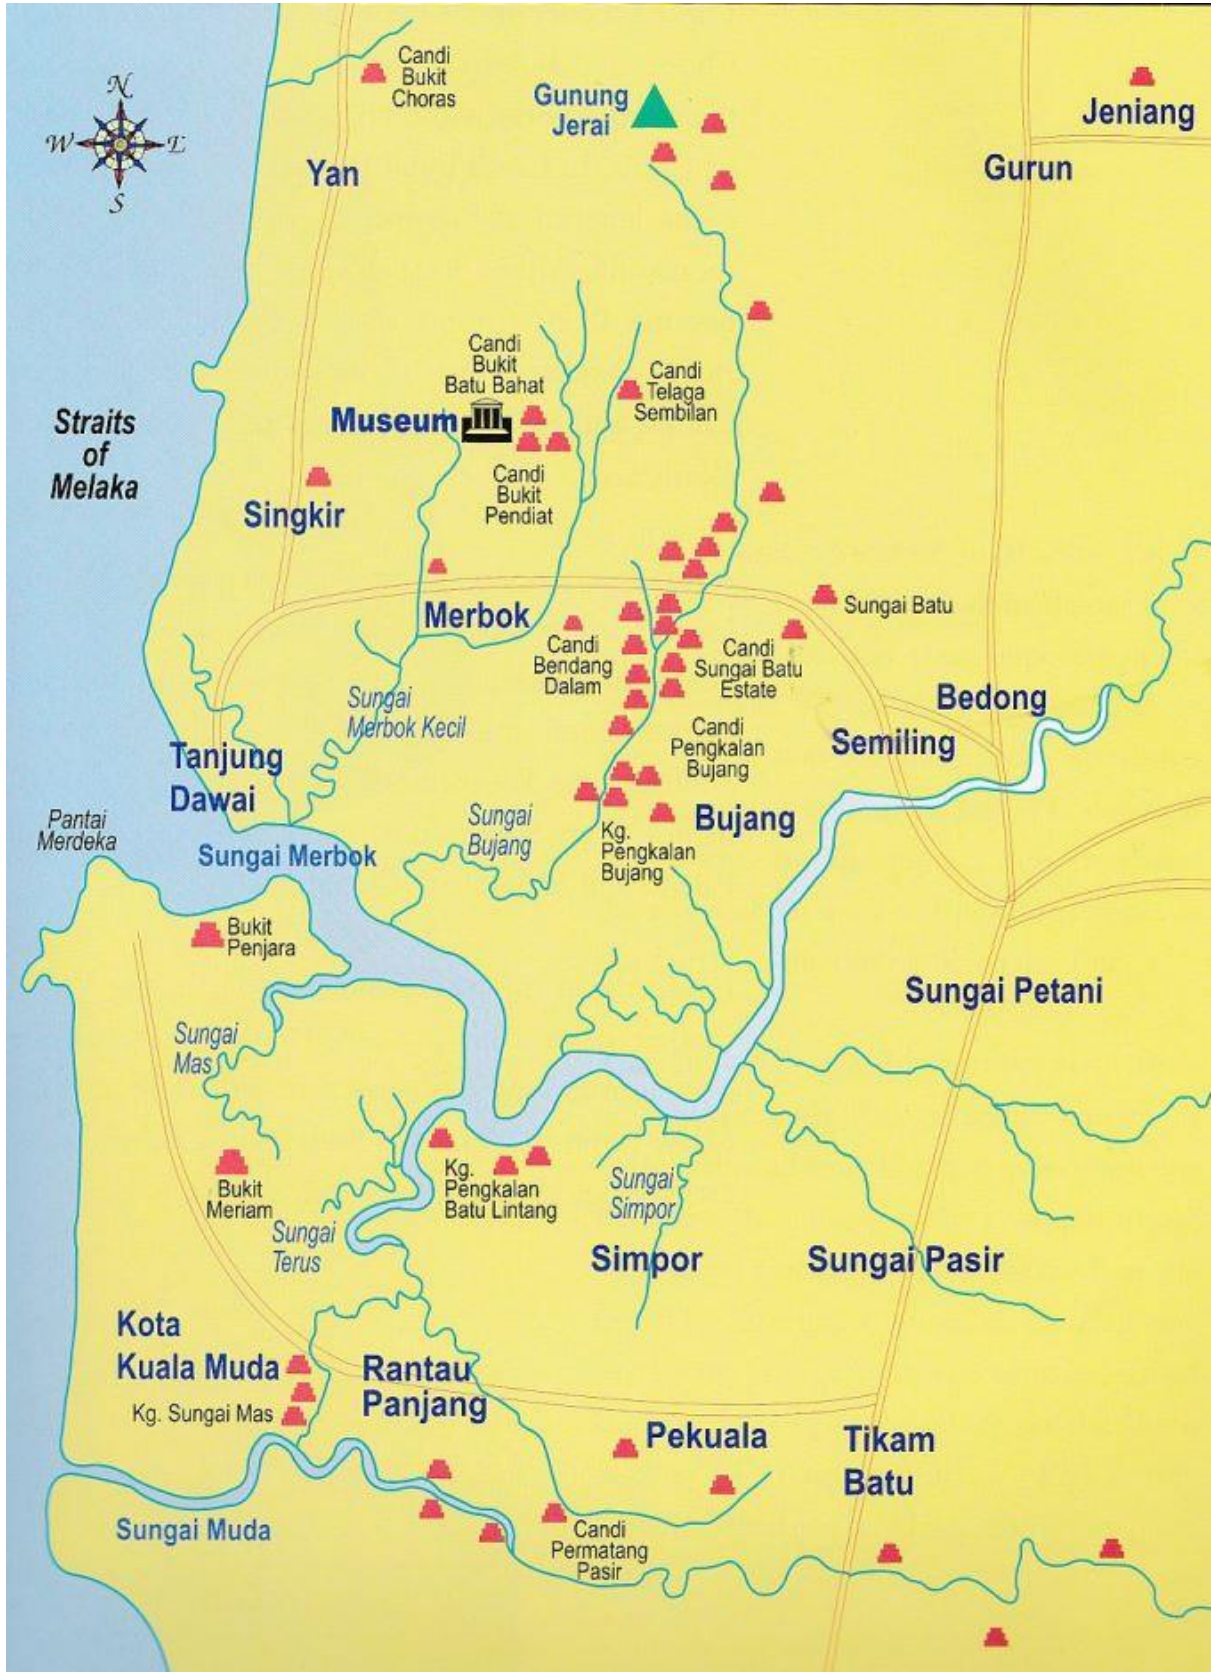 Candi
Bukit
Choras
Gunung
Jerai
Jeniang
N
W
E
S
Yan
Gurun
Candi
Bukit
Batu Bahat
Candi
Telaga
Sembilan
Museum
Straits
of
Melaka
Candi
Bukit
Pendiat
Singkir
Sungai Batu
Merbok
Candi
Bendang
Dalam
Candi
Sungai Batu
Estate
Sungai
Merbok Kecil
Bedong
Semiling
Candi
Pengkalan
Bujang
Tanjung
Dawai
Pantai
Merdeka
Sungai
Bujang
Bujang
Kg.
Pengkalan
Bujang
Sungai Merbok
Bukit
Penjara
Sungai Petani
Sungai
Mas
Kg.
Pengkalan
Batu Lintang
Bukit
Meriam
Sungai
Simpor
Sungai
Terus
Simpor
Sungai Pasir
Kota
Kuala Muda
Kg. Sungai Mas
Rantau
Panjang
Pekuala
Tikam
Batu
Sungai Muda
Candi
Permatang
Pasir